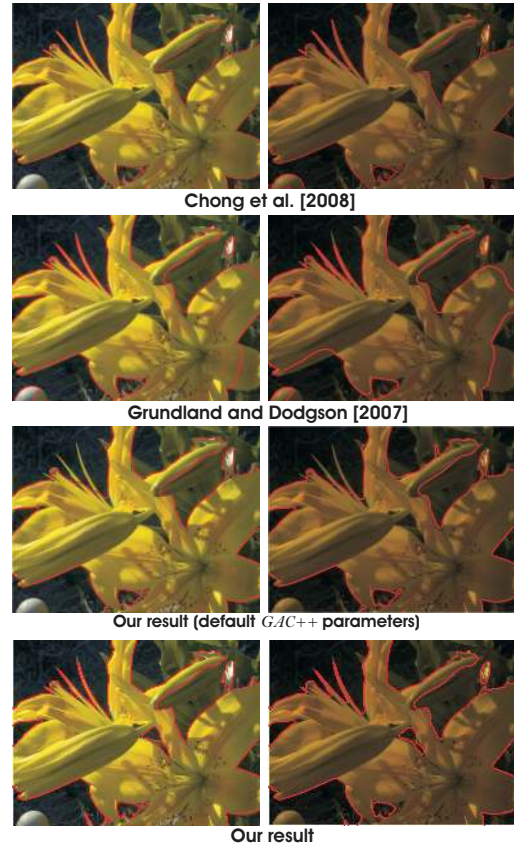 Chong et al. [2008]
Grundland and Dodgson [2007]
Our result (default GAC++ parameters)
Our result